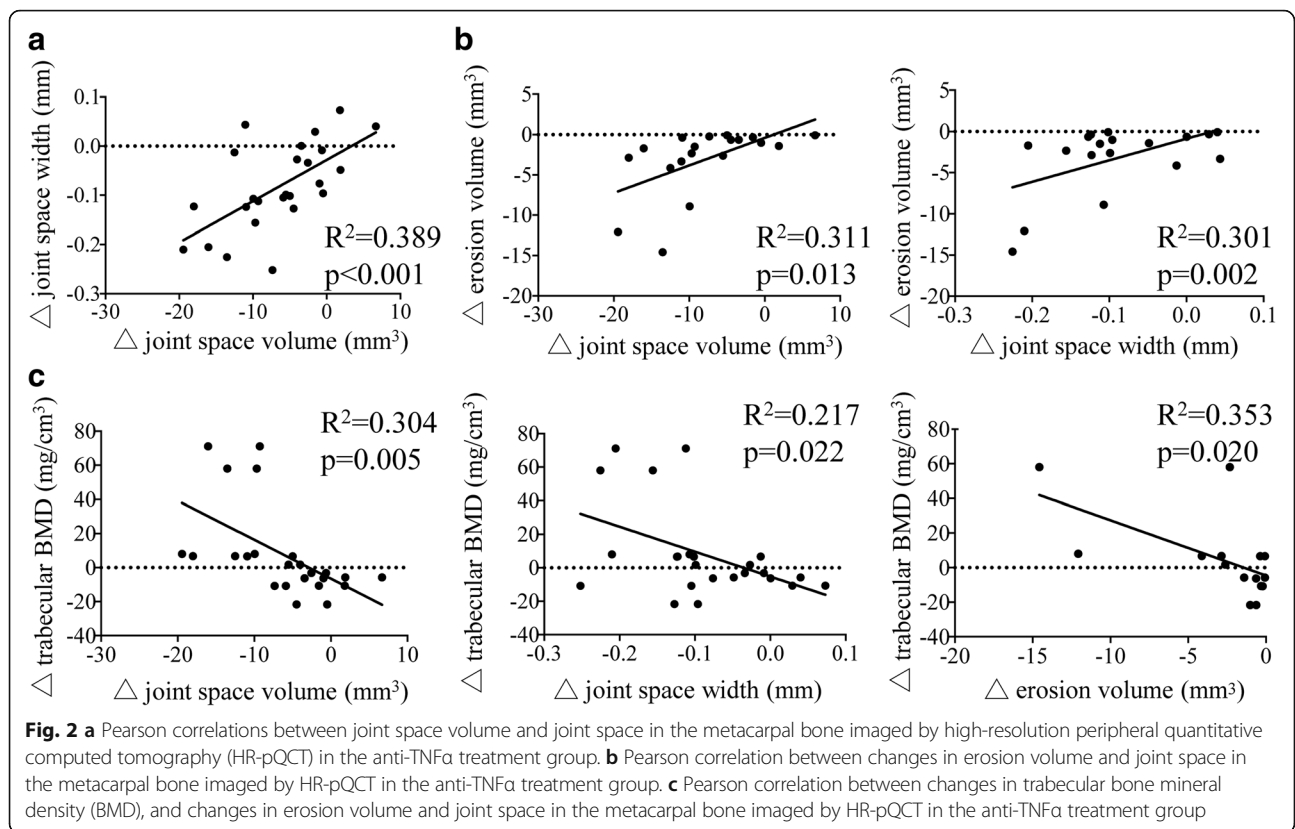 a
△ joint space width (mm)
0.1
0.0
-0.1
-0.2
-0.3
-30 -20 -10 0 10
△ joint space volume (mm³)
R²=0.389
p<0.001
b
△ erosion volume (mm³)
5
0
-5
-10
-15
-20
-30 -20 -10 0 10
△ joint space volume (mm³)
R²=0.311
p=0.013
△ erosion volume (mm³)
5
0
-5
-10
-15
-20
-0.3 -0.2 -0.1 0.0 0.1
△ joint space width (mm)
R²=0.301
p=0.002
c
△ trabecular BMD (mg/cm³)
80
60
40
20
0
-20
-40
-30 -20 -10 0 10
△ joint space volume (mm³)
R²=0.304
p=0.005
△ trabecular BMD (mg/cm³)
80
60
40
20
0
-20
-40
-0.3 -0.2 -0.1 0.0 0.1
△ joint space width (mm)
R²=0.217
p=0.022
△ trabecular BMD (mg/cm³)
80
60
40
20
0
-20
-40
-20 -15 -10 -5 0
△ erosion volume (mm³)
R²=0.353
p=0.020
Fig. 2 a Pearson correlations between joint space volume and joint space in the metacarpal bone imaged by high-resolution peripheral quantitative
computed tomography (HR-pQCT) in the anti-TNFα treatment group. b Pearson correlation between changes in erosion volume and joint space in
the metacarpal bone imaged by HR-pQCT in the anti-TNFα treatment group. c Pearson correlation between changes in trabecular bone mineral
density (BMD), and changes in erosion volume and joint space in the metacarpal bone imaged by HR-pQCT in the anti-TNFα treatment group